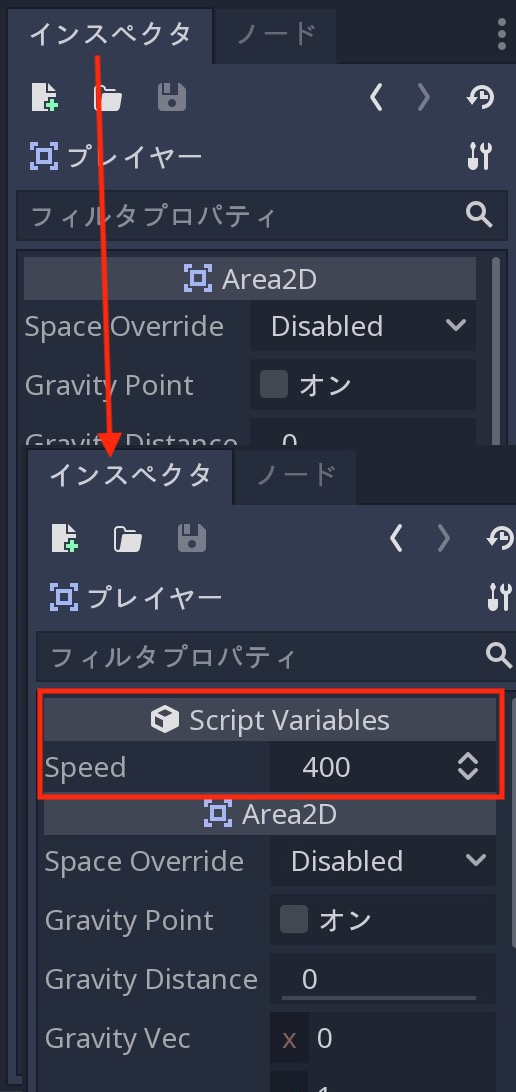 インスペクタ ノード
プレイヤー
フィルタプロパティ
Area2D
Space Override Disabled
Gravity Point オン
Gravity Distance 0
インスペクタ ノード
プレイヤー
フィルタプロパティ
Script Variables
Speed 400
Area2D
Space Override Disabled
Gravity Point オン
Gravity Distance 0
Gravity Vec x 0